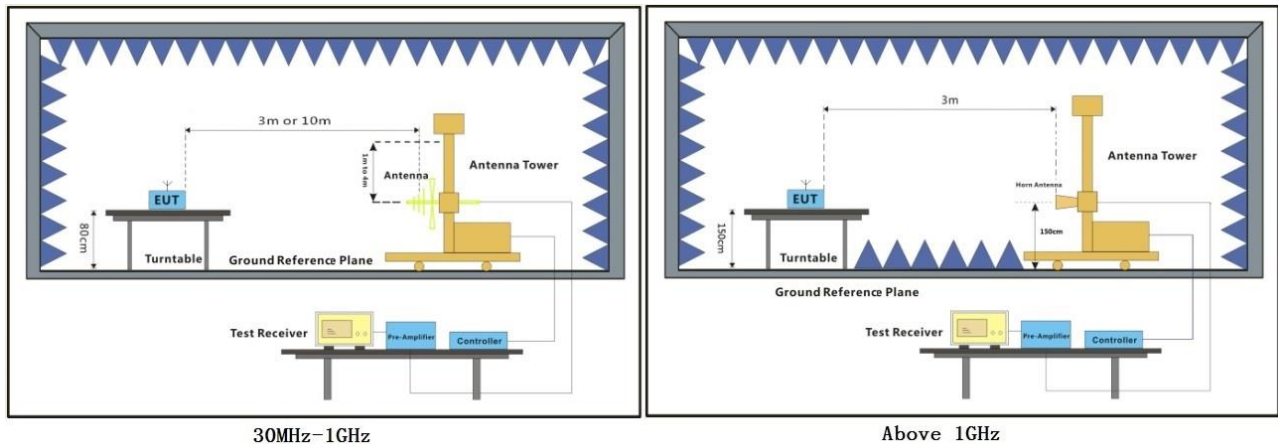 3m or 10m
1m to 4m
Antenna Tower
Antenna
EUT
80cm
Turntable
Ground Reference Plane
Test Receiver
Pre-Amplifier
Controller
30MHz-1GHz
3m
Antenna Tower
Horn Antenna
EUT
150cm
150cm
Turntable
Ground Reference Plane
Test Receiver
Pre-Amplifier
Controller
Above 1GHz